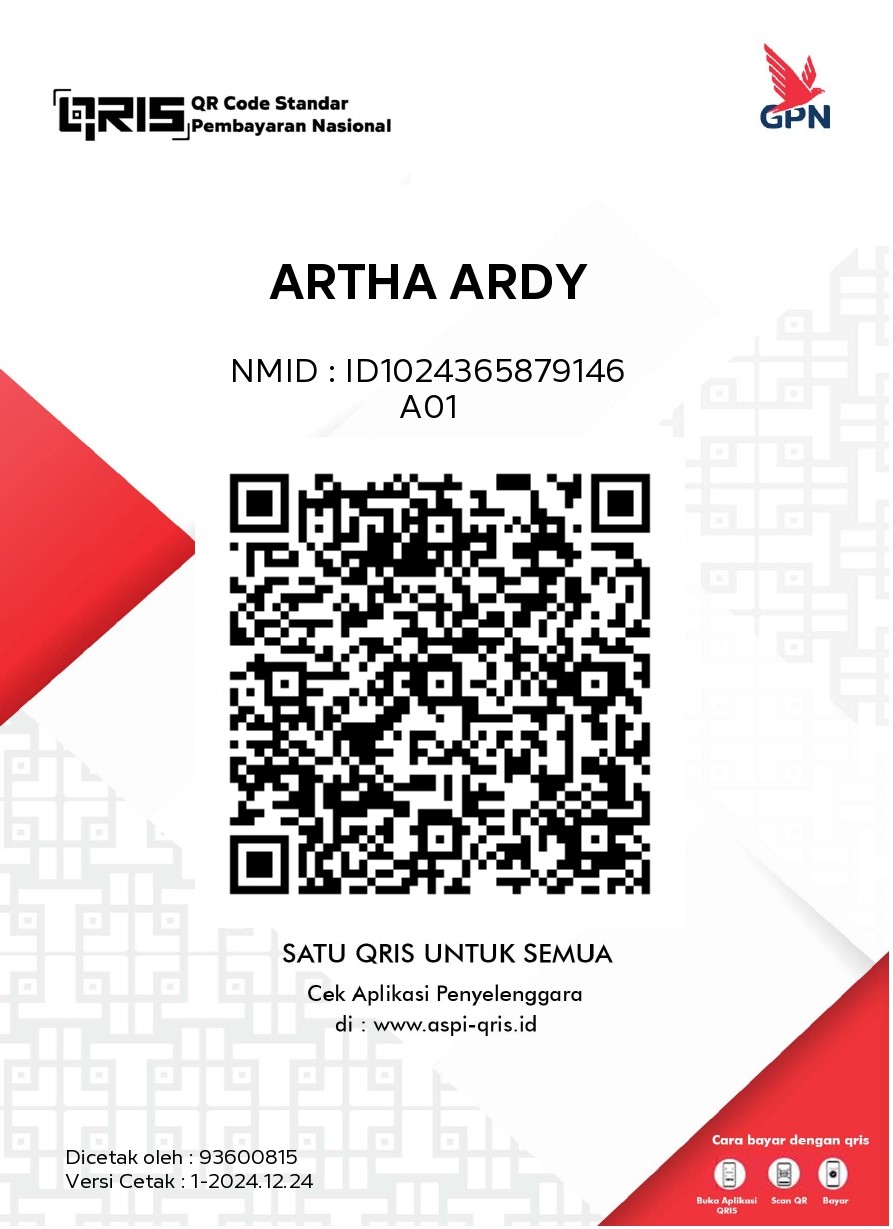 QRIS QR Code Standar
Pembayaran Nasional
GPN
ARTHA ARDY
NMID : ID1024365879146
A01
SATU QRIS UNTUK SEMUA
Cek Aplikasi Penyelenggara
di : www.aspi-qris.id
Dicetak oleh : 93600815
Versi Cetak : 1-2024.12.24
Cara bayar dengan qris
Buka Aplikasi
QRIS
Scan QR
Bayar